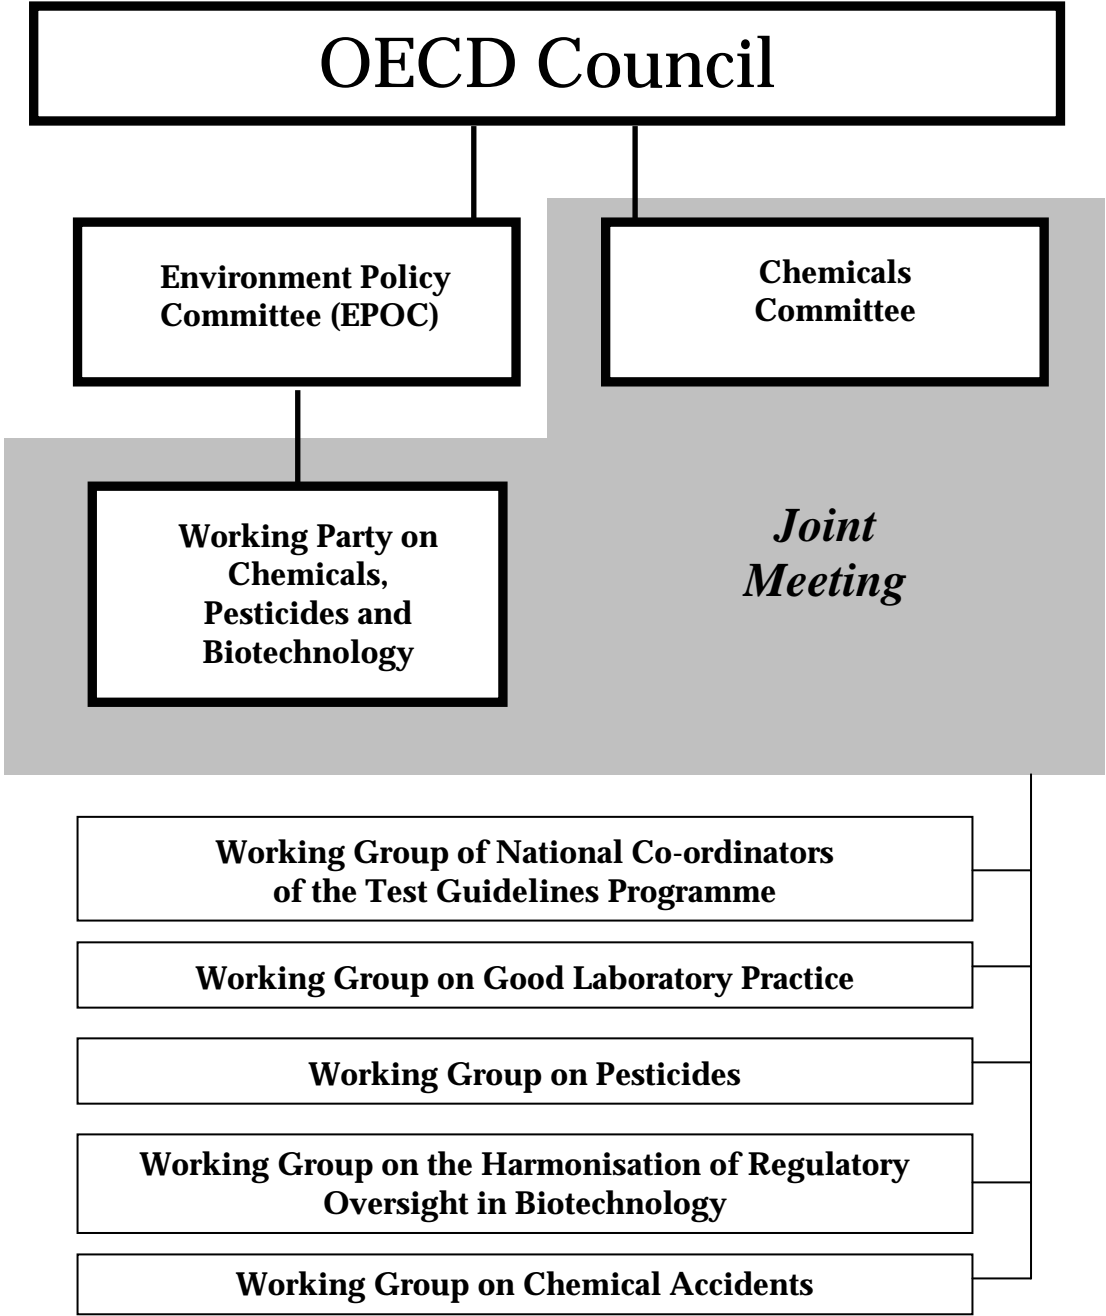 OECD Council
Environment Policy
Committee (EPOC)
Chemicals
Committee
Working Party on
Chemicals,
Pesticides and
Biotechnology
Joint
Meeting
Working Group of National Co-ordinators
of the Test Guidelines Programme
Working Group on Good Laboratory Practice
Working Group on Pesticides
Working Group on the Harmonisation of Regulatory
Oversight in Biotechnology
Working Group on Chemical Accidents